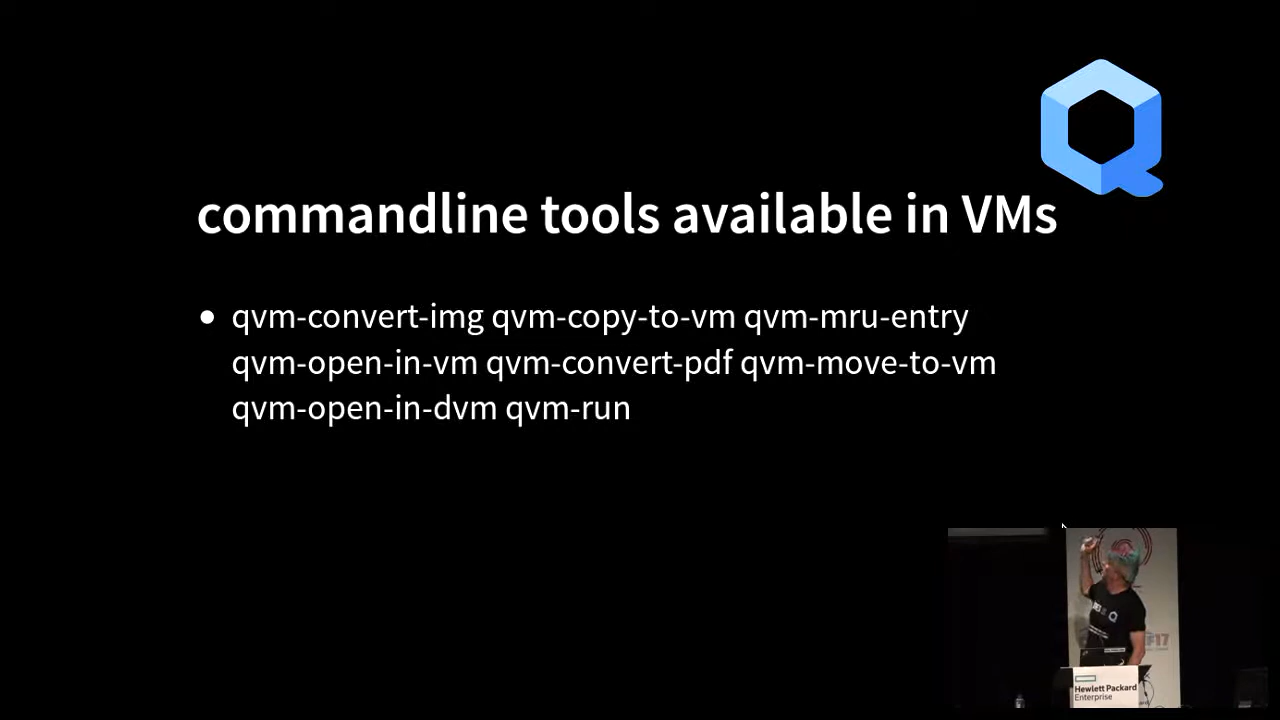 commandline tools available in VMs
qvm-convert-img qvm-copy-to-vm qvm-mru-entry
qvm-open-in-vm qvm-convert-pdf qvm-move-to-vm
qvm-open-in-dvm qvm-run
Hewlett Packard
Enterprise